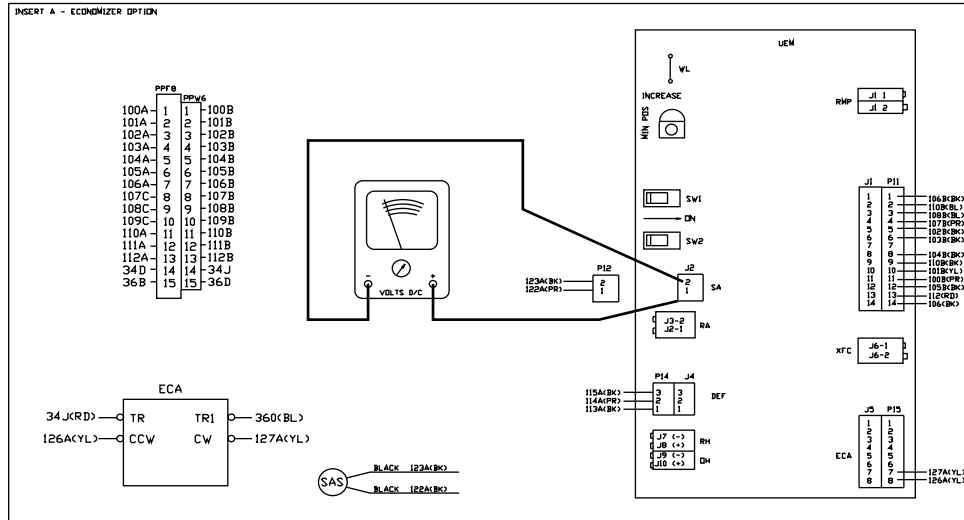 INSERT A - ECONOMIZER OPTION
PPF8 PPW6
100A 1 1 100B
101A 2 2 101B
102A 3 3 102B
103A 4 4 103B
104A 5 5 104B
105A 6 6 105B
106A 7 7 106B
107C 8 8 107B
108C 9 9 108B
109C 10 10 109B
110A 11 11 110B
111A 12 12 111B
112A 13 13 112B
34D 14 14 34J
36B 15 15 36D
- +
VOLTS D/C
UEM
WL
INCREASE
MIN POS
SW1
ON
SW2
P12
123A(BK) 2
122A(PR) 1
J2
2
1
SA
J3-2
J2-1
RA
P14 J4
115A(BK) 3 3
114A(PR) 2 2
113A(BK) 1 1
DEF
J7 (-)
J8 (+)
RH
J9 (-)
J10 (+)
OH
RMP
J1 1
J1 2
J1 P11
1 1 106B(BK)
2 2 110B(BL)
3 3 108B(BL)
4 4 107B(PR)
5 5 102B(BK)
6 6 103B(BK)
7 7
8 8 104B(BK)
9 9 110B(BK)
10 10 101B(YL)
11 11 100B(PR)
12 12 105B(BK)
13 13 112(RD)
14 14 106(BK)
XFC
J6-1
J6-2
J5 P15
1 1
2 2
3 3
4 4
ECA
5 5
6 6
7 7 127A(YL)
8 8 126A(YL)
ECA
34J(RD) TR TR1 360(BL)
126A(YL) CCW CW 127A(YL)
SAS
BLACK 123A(BK)
BLACK 122A(BK)